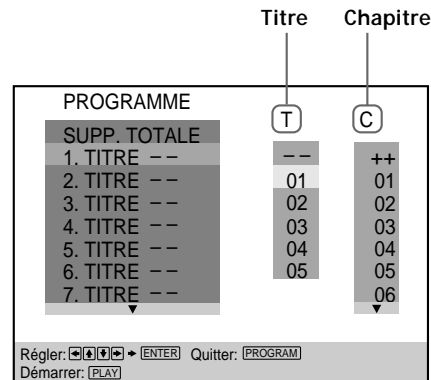 Titre Chapitre
PROGRAMME
T C
SUPP. TOTALE
1. TITRE – – – – ++
2. TITRE – – 01 01
3. TITRE – – 02 02
4. TITRE – – 03 03
5. TITRE – – 04 04
6. TITRE – – 05 05
7. TITRE – – 06
Régler: ENTER Quitter: PROGRAM
Démarrer: PLAY